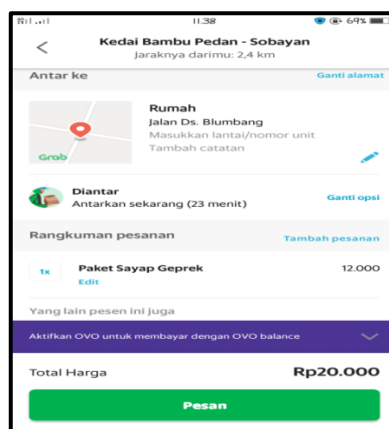 11.38
69%
Kedai Bambu Pedan - Sobayan
Jaraknya darimu: 2,4 km
Antar ke
Ganti alamat
Rumah
Jalan Ds. Blumbang
Masukkan lantai/nomor unit
Tambah catatan
Grab
Diantar
Antarkan sekarang (23 menit)
Ganti opsi
Rangkuman pesanan
Tambah pesanan
1x
Paket Sayap Geprek
12.000
Edit
Yang lain pesen ini juga
Aktifkan OVO untuk membayar dengan OVO balance
Total Harga
Rp20.000
Pesan